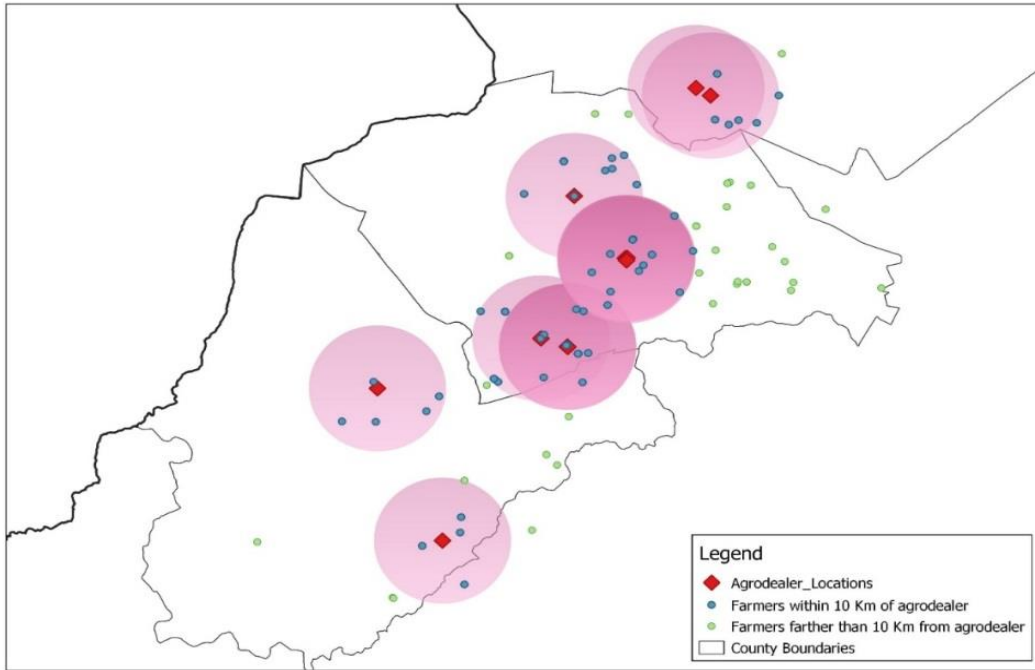 Legend
Agrodealer_Locations
Farmers within 10 Km of agrodealer
Farmers farther than 10 Km from agrodealer
County Boundaries